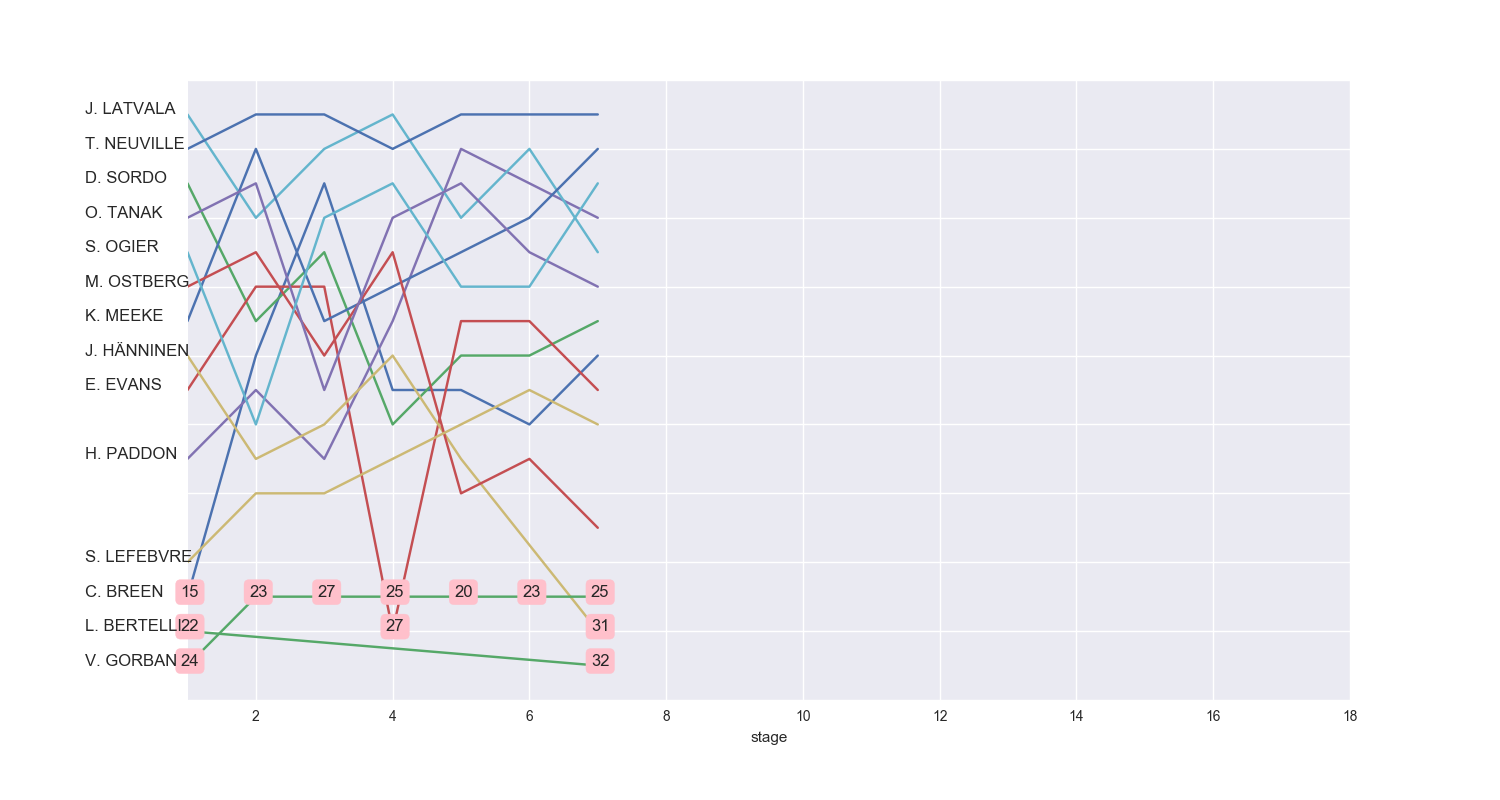 J. LATVALA
T. NEUVILLE
D. SORDO
O. TANAK
S. OGIER
M. OSTBERG
K. MEEKE
J. HÄNNINEN
E. EVANS
H. PADDON
S. LEFEBVRE
C. BREEN 15 23 27 25 20 23 25
L. BERTELLI 22 27 31
V. GORBAN 24 32
2 4 6 8 10 12 14 16 18
stage